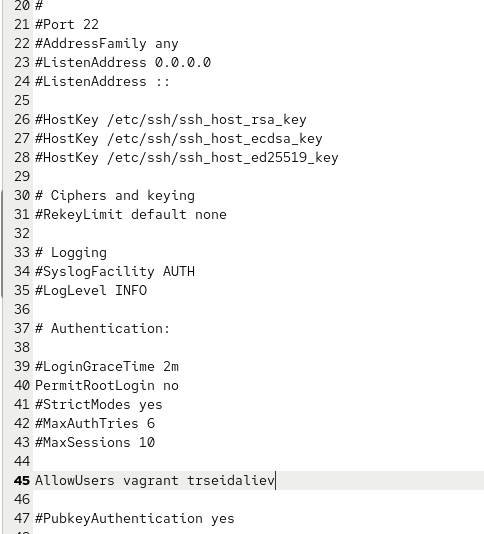 20 #
21 #Port 22
22 #AddressFamily any
23 #ListenAddress 0.0.0.0
24 #ListenAddress ::
25
26 #HostKey /etc/ssh/ssh_host_rsa_key
27 #HostKey /etc/ssh/ssh_host_ecdsa_key
28 #HostKey /etc/ssh/ssh_host_ed25519_key
29
30 # Ciphers and keying
31 #RekeyLimit default none
32
33 # Logging
34 #SyslogFacility AUTH
35 #LogLevel INFO
36
37 # Authentication:
38
39 #LoginGraceTime 2m
40 PermitRootLogin no
41 #StrictModes yes
42 #MaxAuthTries 6
43 #MaxSessions 10
44
45 AllowUsers vagrant trseidaliev
46
47 #PubkeyAuthentication yes